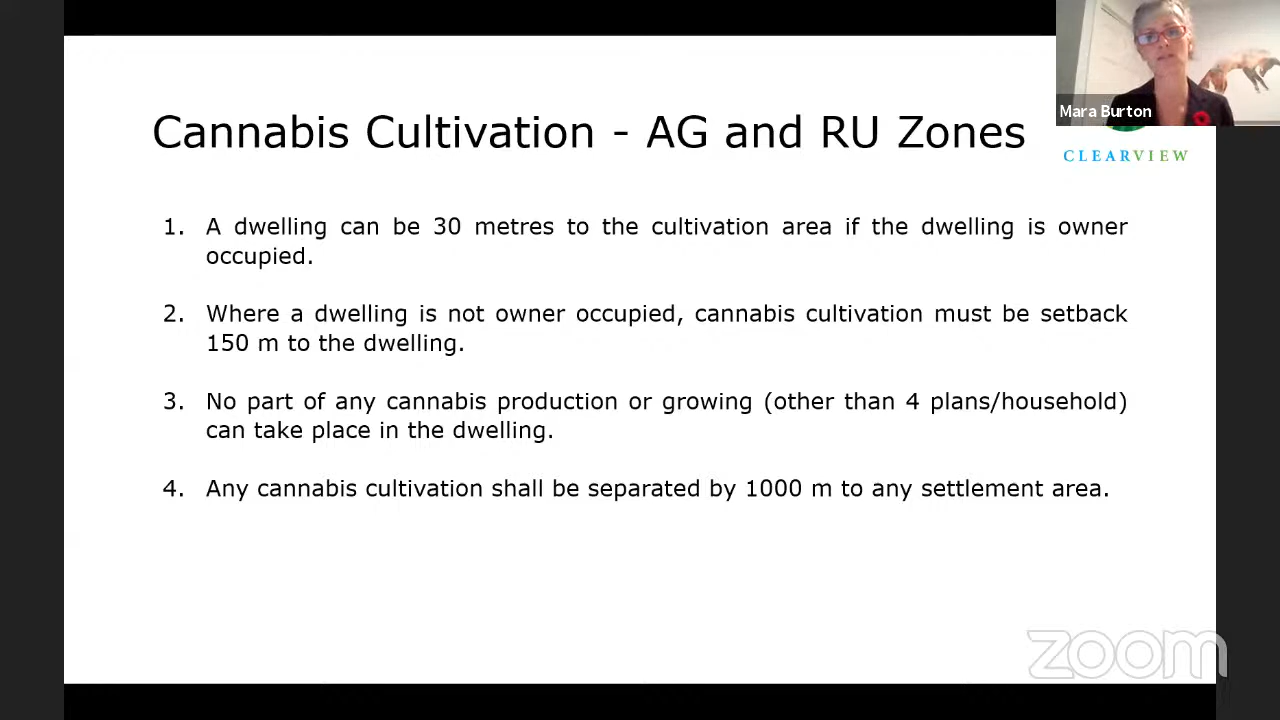 Cannabis Cultivation - AG and RU Zones
Mara Burton
CLEARVIEW
1. A dwelling can be 30 metres to the cultivation area if the dwelling is owner
occupied.
2. Where a dwelling is not owner occupied, cannabis cultivation must be setback
150 m to the dwelling.
3. No part of any cannabis production or growing (other than 4 plans/household)
can take place in the dwelling.
4. Any cannabis cultivation shall be separated by 1000 m to any settlement area.
zoom